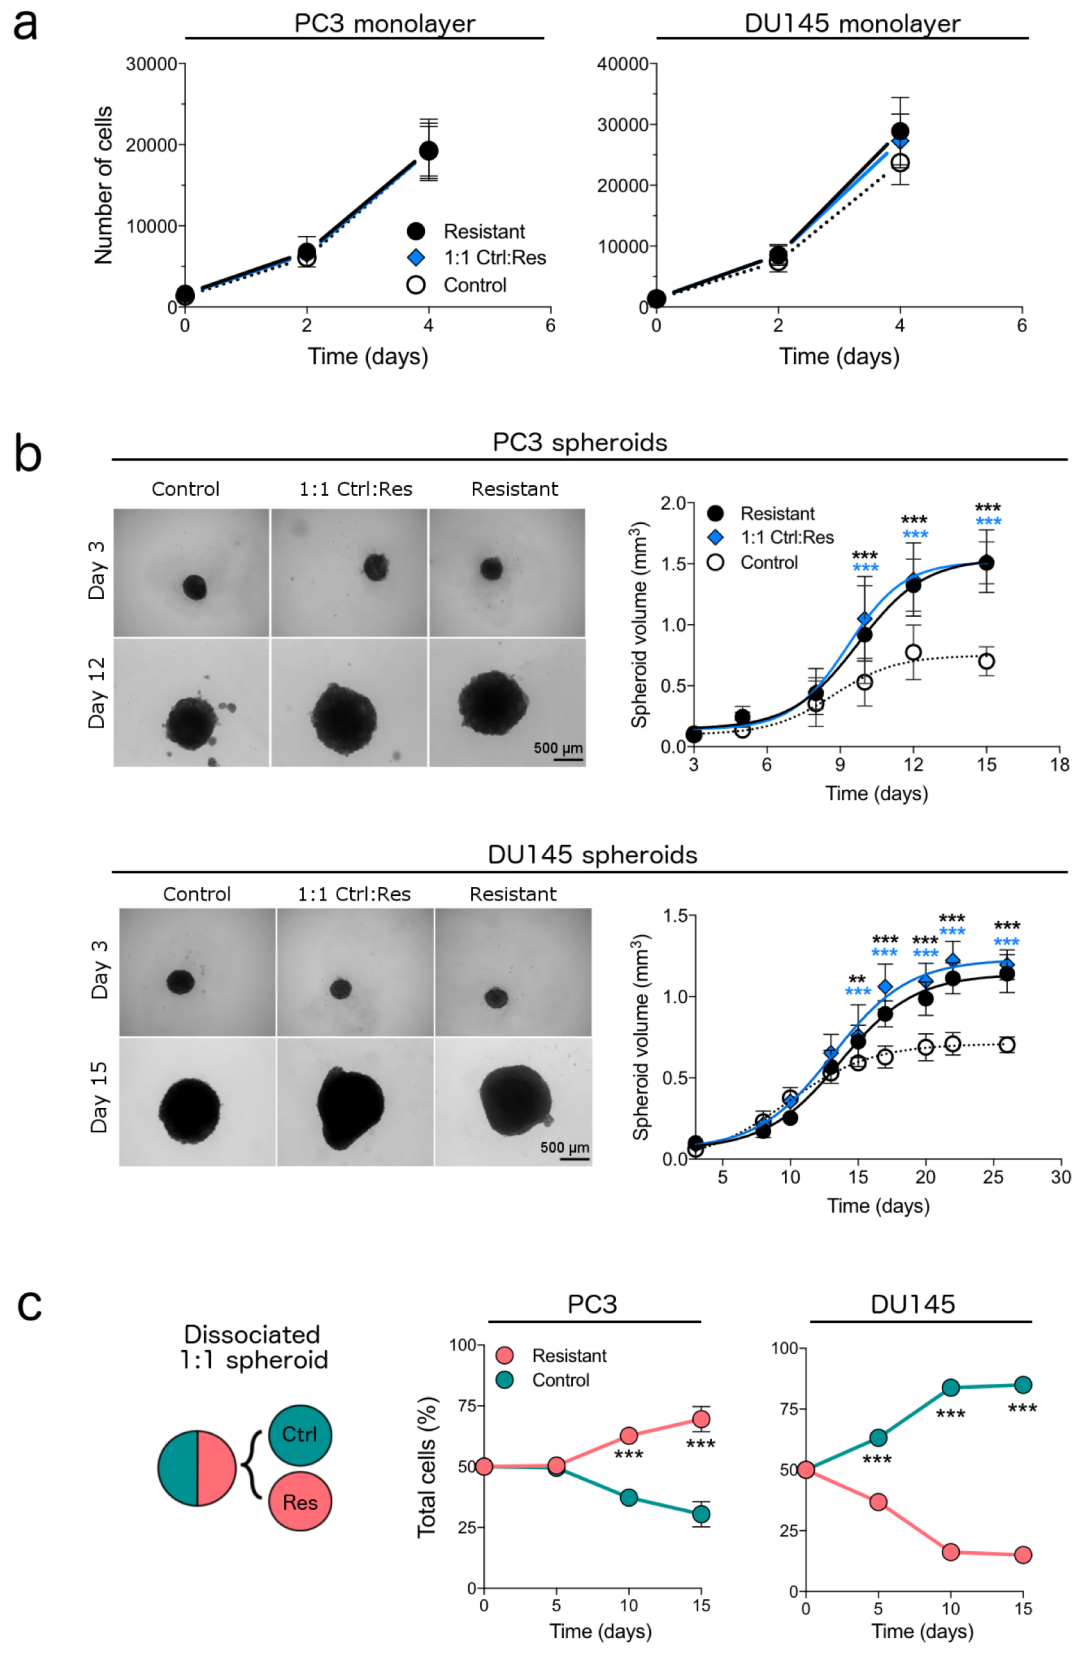 a
PC3 monolayer
DU145 monolayer
Number of cells
30000
20000
10000
0
0 2 4 6
Time (days)
Resistant
1:1 Ctrl:Res
Control
40000
30000
20000
10000
0
0 2 4 6
Time (days)
b
PC3 spheroids
Control 1:1 Ctrl:Res Resistant
Day 3
Day 12
500 µm
Spheroid volume (mm³)
2.0
1.5
1.0
0.5
0.0
3 6 9 12 15 18
Time (days)
Resistant
1:1 Ctrl:Res
Control
*** *** ***
*** *** ***
DU145 spheroids
Control 1:1 Ctrl:Res Resistant
Day 3
Day 15
500 µm
Spheroid volume (mm³)
1.5
1.0
0.5
0.0
5 10 15 20 25 30
Time (days)
** *** *** *** ***
*** *** *** *** ***
c
Dissociated
1:1 spheroid
Ctrl
Res
PC3
Total cells (%)
100
75
50
25
0
0 5 10 15
Time (days)
Resistant
Control
*** ***
DU145
100
75
50
25
0
0 5 10 15
Time (days)
*** *** ***